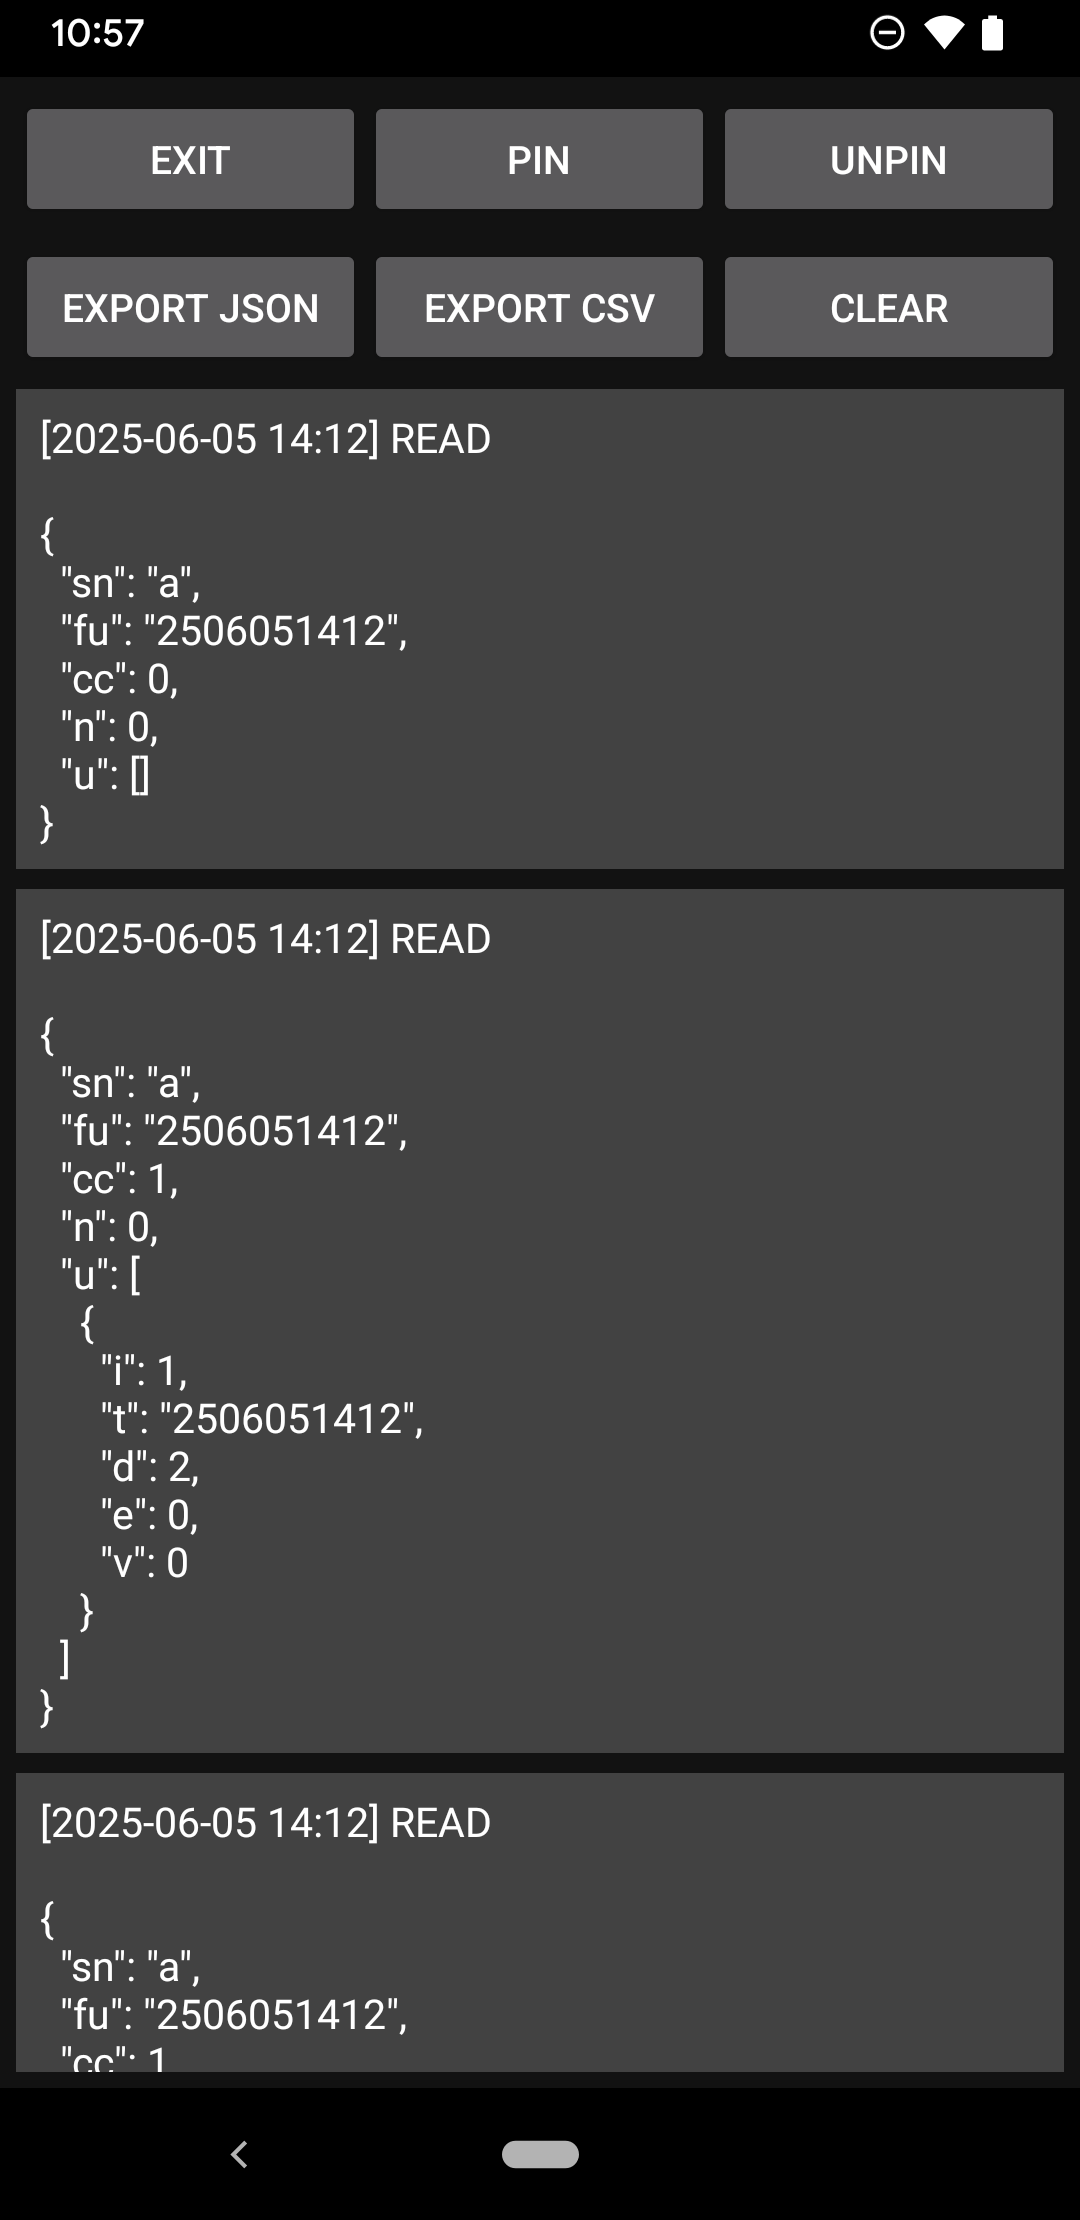 10:57
EXIT PIN UNPIN
EXPORT JSON EXPORT CSV CLEAR
[2025-06-05 14:12] READ
{
"sn": "a",
"fu": "2506051412",
"cc": 0,
"n": 0,
"u": []
}
[2025-06-05 14:12] READ
{
"sn": "a",
"fu": "2506051412",
"cc": 1,
"n": 0,
"u": [
{
"i": 1,
"t": "2506051412",
"d": 2,
"e": 0,
"v": 0
}
]
}
[2025-06-05 14:12] READ
{
"sn": "a",
"fu": "2506051412",
"cc": 1